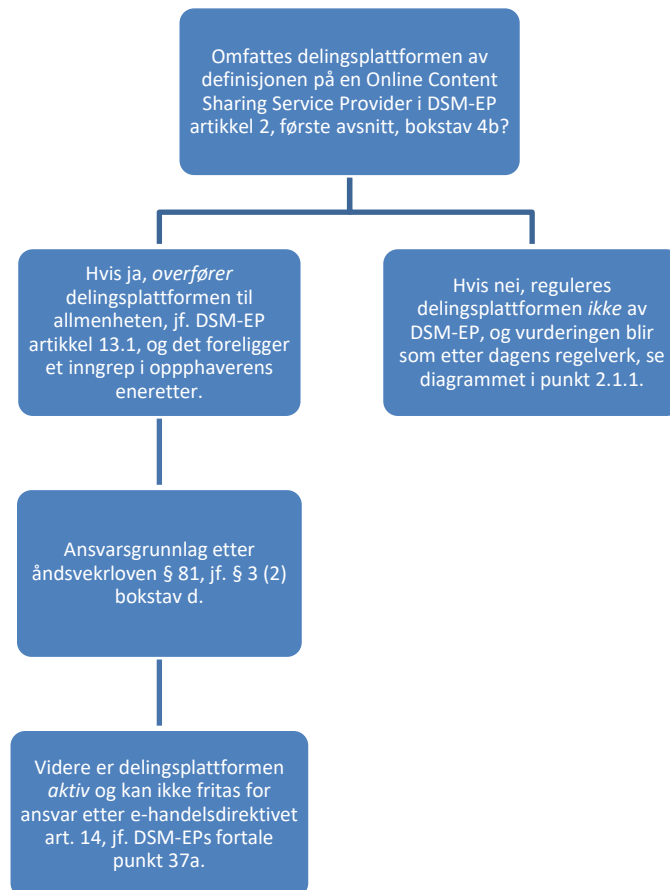 Omfattes delingsplattformen av
definisjonen på en Online Content
Sharing Service Provider i DSM-EP
artikkel 2, første avsnitt, bokstav 4b?
Hvis ja, overfører
delingsplattformen til
allmenheten, jf. DSM-EP
artikkel 13.1, og det foreligger
et inngrep i oppphaverens
eneretter.
Hvis nei, reguleres
delingsplattformen ikke av
DSM-EP, og vurderingen blir
som etter dagens regelverk, se
diagrammet i punkt 2.1.1.
Ansvarsgrunnlag etter
åndsvekrloven § 81, jf. § 3 (2)
bokstav d.
Videre er delingsplattformen
aktiv og kan ikke fritas for
ansvar etter e-handelsdirektivet
art. 14, jf. DSM-EPs fortale
punkt 37a.